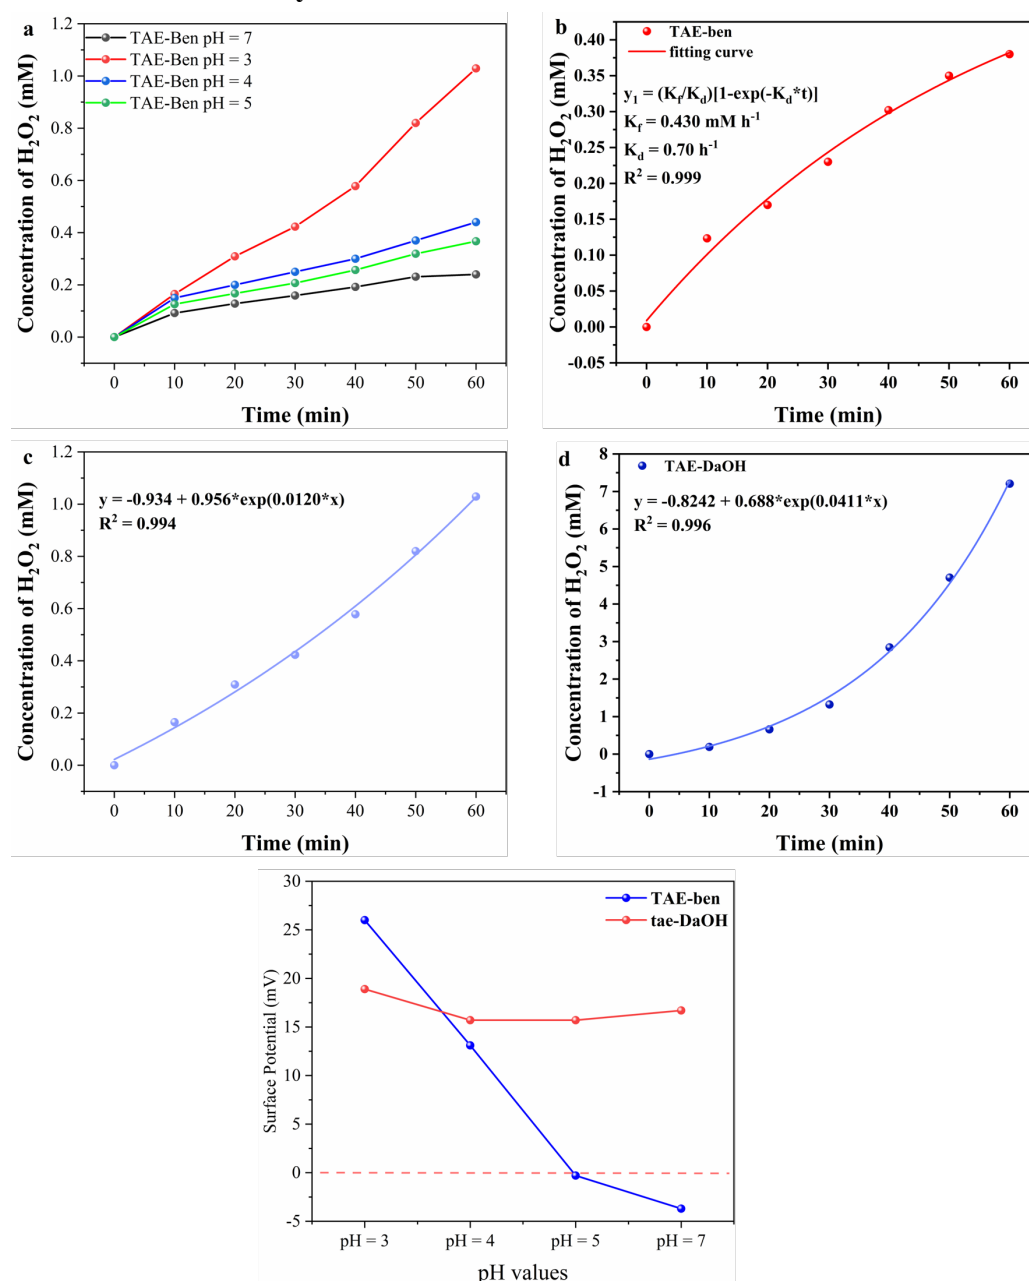 a
TAE-Ben pH = 7
TAE-Ben pH = 3
TAE-Ben pH = 4
TAE-Ben pH = 5
Concentration of H₂O₂ (mM)
1.2
1.0
0.8
0.6
0.4
0.2
0.0
0 10 20 30 40 50 60
Time (min)
b
TAE-ben
fitting curve
y₁ = (K_f/K_d)[1-exp(-K_d*t)]
K_f = 0.430 mM h⁻¹
K_d = 0.70 h⁻¹
R² = 0.999
Concentration of H₂O₂ (mM)
0.40
0.35
0.30
0.25
0.20
0.15
0.10
0.05
0.00
-0.05
0 10 20 30 40 50 60
Time (min)
c
y = -0.934 + 0.956*exp(0.0120*x)
R² = 0.994
Concentration of H₂O₂ (mM)
1.2
1.0
0.8
0.6
0.4
0.2
0.0
0 10 20 30 40 50 60
Time (min)
d
TAE-DaOH
y = -0.8242 + 0.688*exp(0.0411*x)
R² = 0.996
Concentration of H₂O₂ (mM)
8
7
6
5
4
3
2
1
0
-1
0 10 20 30 40 50 60
Time (min)
TAE-ben
tae-DaOH
Surface Potential (mV)
30
25
20
15
10
5
0
-5
pH = 3 pH = 4 pH = 5 pH = 7
pH values